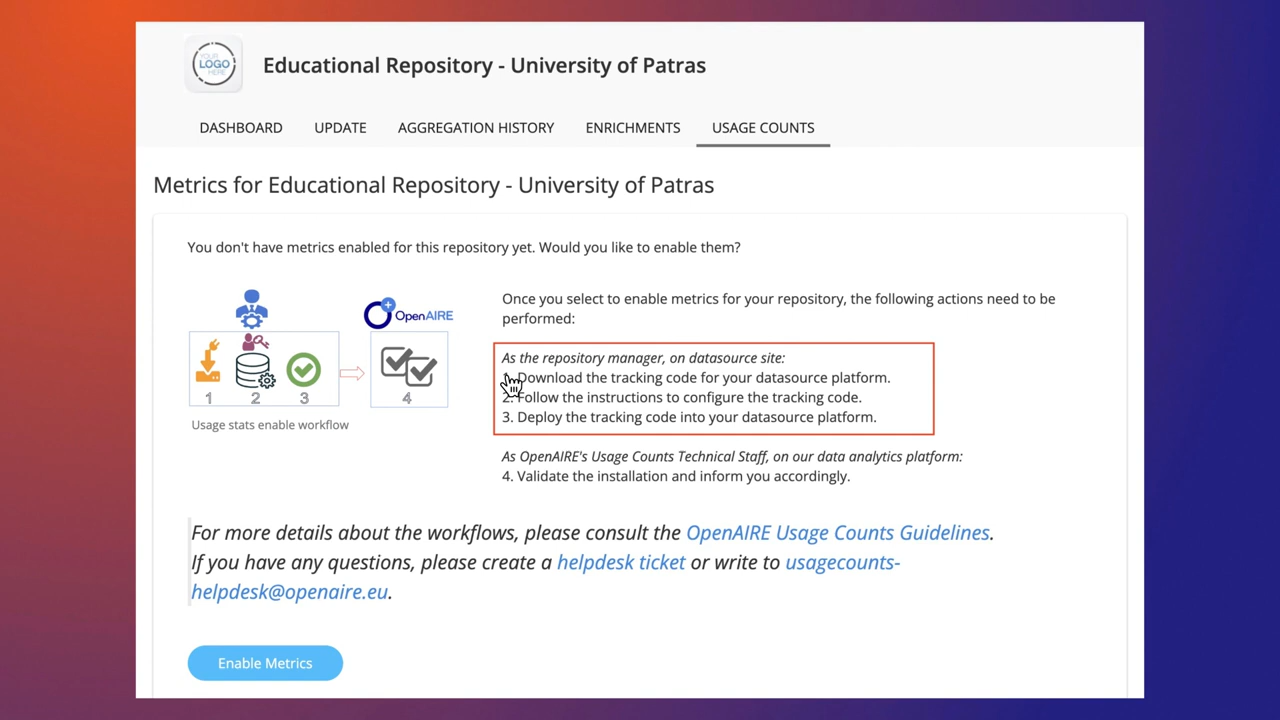 YOUR
LOGO
HERE
Educational Repository - University of Patras
DASHBOARD UPDATE AGGREGATION HISTORY ENRICHMENTS USAGE COUNTS
Metrics for Educational Repository - University of Patras
You don't have metrics enabled for this repository yet. Would you like to enable them?
OpenAIRE
1 2 3 4
Usage stats enable workflow
Once you select to enable metrics for your repository, the following actions need to be
performed:
As the repository manager, on datasource site:
1. Download the tracking code for your datasource platform.
2. Follow the instructions to configure the tracking code.
3. Deploy the tracking code into your datasource platform.
As OpenAIRE's Usage Counts Technical Staff, on our data analytics platform:
4. Validate the installation and inform you accordingly.
For more details about the workflows, please consult the OpenAIRE Usage Counts Guidelines.
If you have any questions, please create a helpdesk ticket or write to usagecounts-
helpdesk@openaire.eu.
Enable Metrics